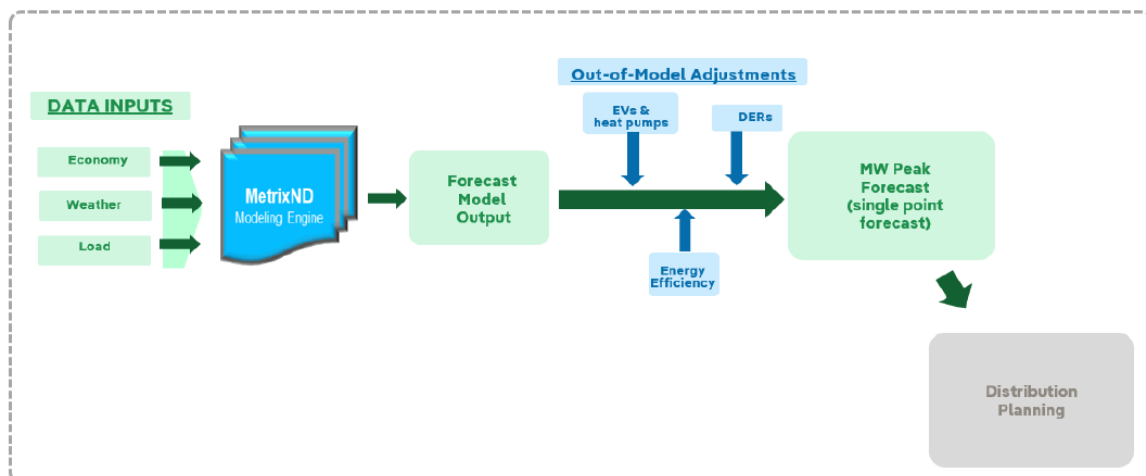 DATA INPUTS
Economy
Weather
Load
MetrixND
Modeling Engine
Forecast
Model
Output
Out-of-Model Adjustments
EVs &
heat pumps
DERs
Energy
Efficiency
MW Peak
Forecast
(single point
forecast)
Distribution
Planning